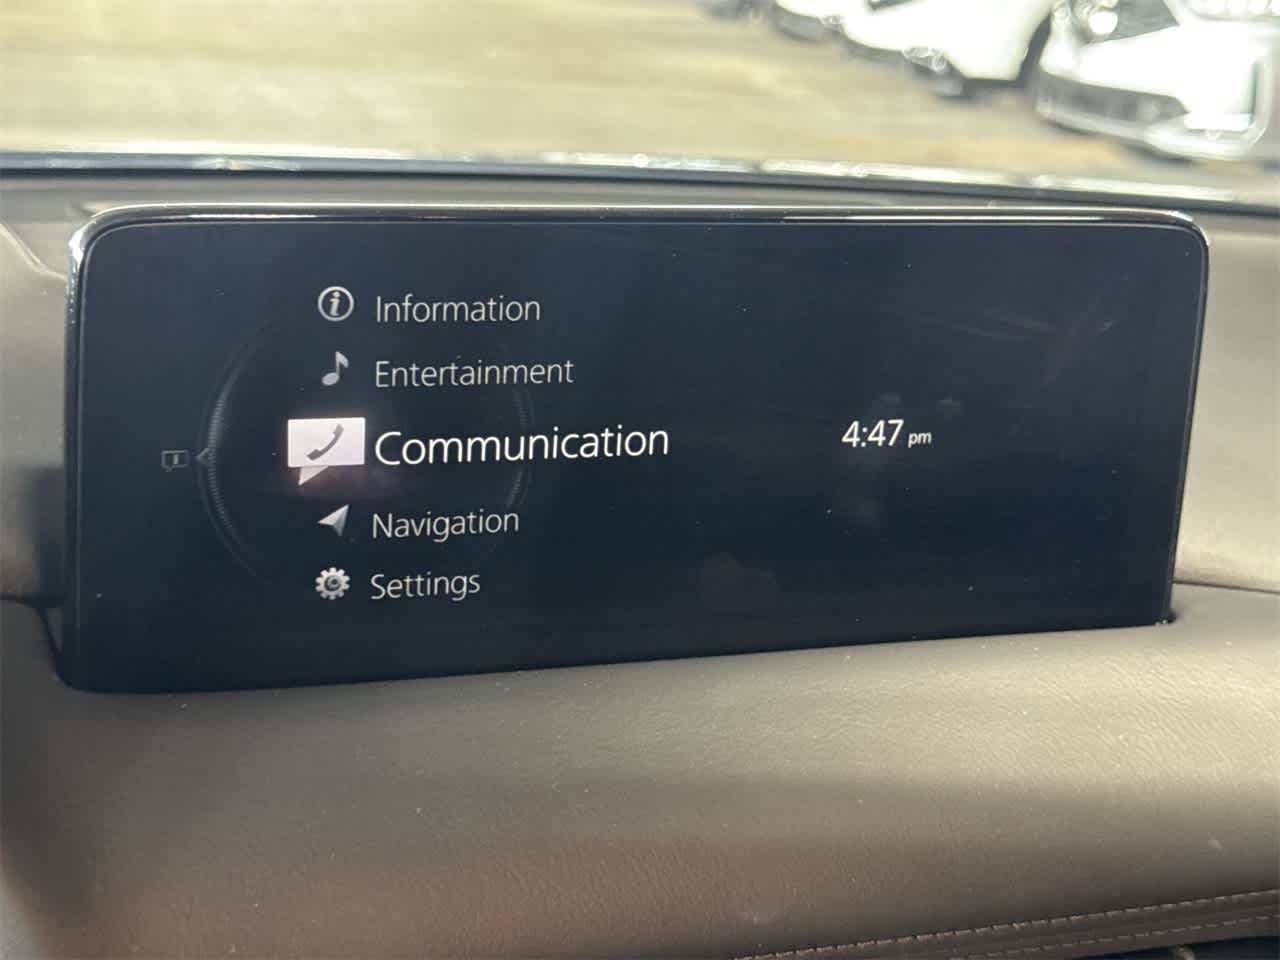 Information
Entertainment
Communication
4:47 pm
Navigation
Settings